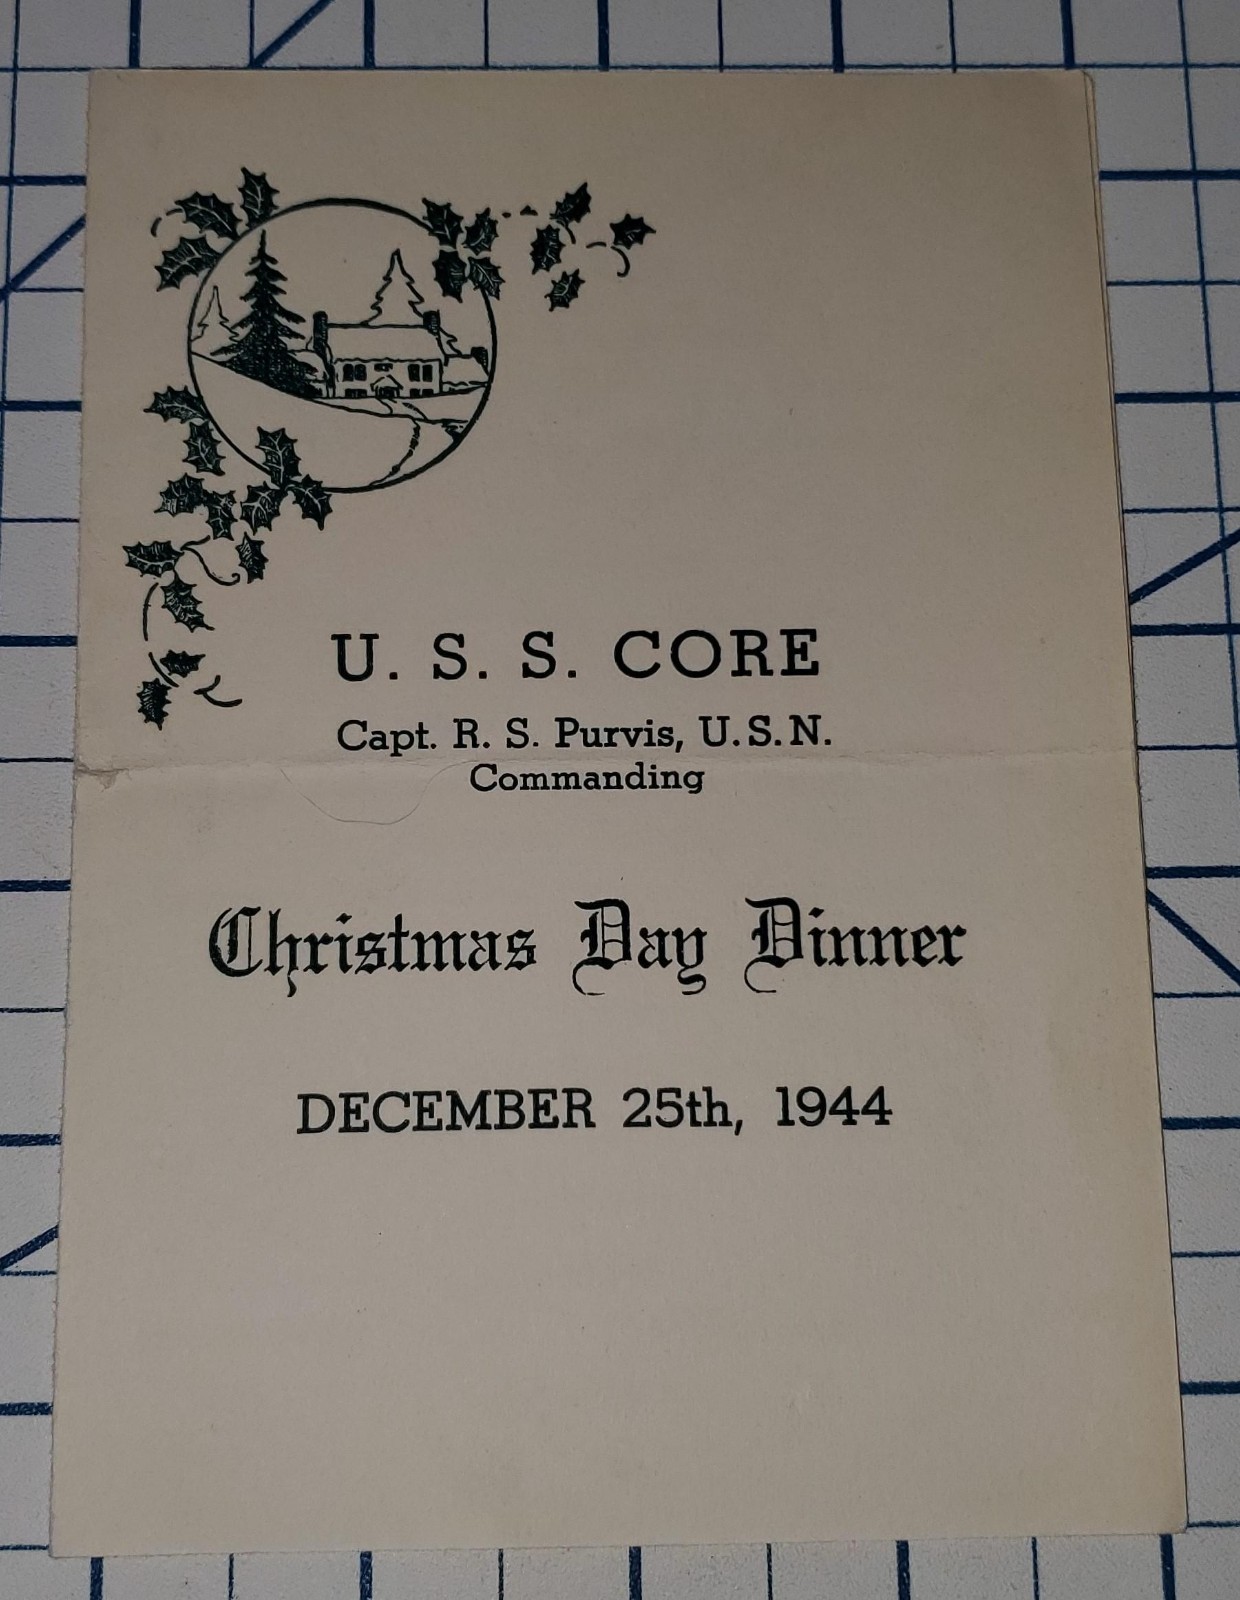 U. S. S. CORE
Capt. R. S. Purvis, U.S.N.
Commanding
Christmas Day Dinner
DECEMBER 25th, 1944